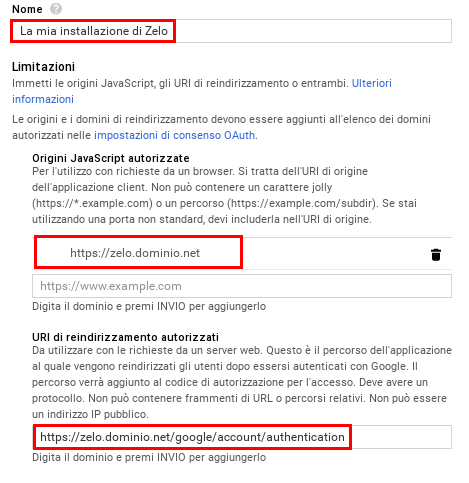 Nome ?
La mia installazione di Zelo
Limitazioni
Immetti le origini JavaScript, gli URI di reindirizzamento o entrambi. Ulteriori
informazioni
Le origini e i domini di reindirizzamento devono essere aggiunti all'elenco dei domini
autorizzati nelle impostazioni di consenso OAuth.
Origini JavaScript autorizzate
Per l'utilizzo con richieste da un browser. Si tratta dell'URI di origine
dell'applicazione client. Non può contenere un carattere jolly
(https://*.example.com) o un percorso (https://example.com/subdir). Se stai
utilizzando una porta non standard, devi includerla nell'URI di origine.
https://zelo.dominio.net
https://www.example.com
Digita il dominio e premi INVIO per aggiungerlo
URI di reindirizzamento autorizzati
Da utilizzare con le richieste da un server web. Questo è il percorso dell'applicazione
al quale vengono reindirizzati gli utenti dopo essersi autenticati con Google. Il
percorso verrà aggiunto al codice di autorizzazione per l'accesso. Deve avere un
protocollo. Non può contenere frammenti di URL o percorsi relativi. Non può essere
un indirizzo IP pubblico.
https://zelo.dominio.net/google/account/authentication
Digita il dominio e premi INVIO per aggiungerlo